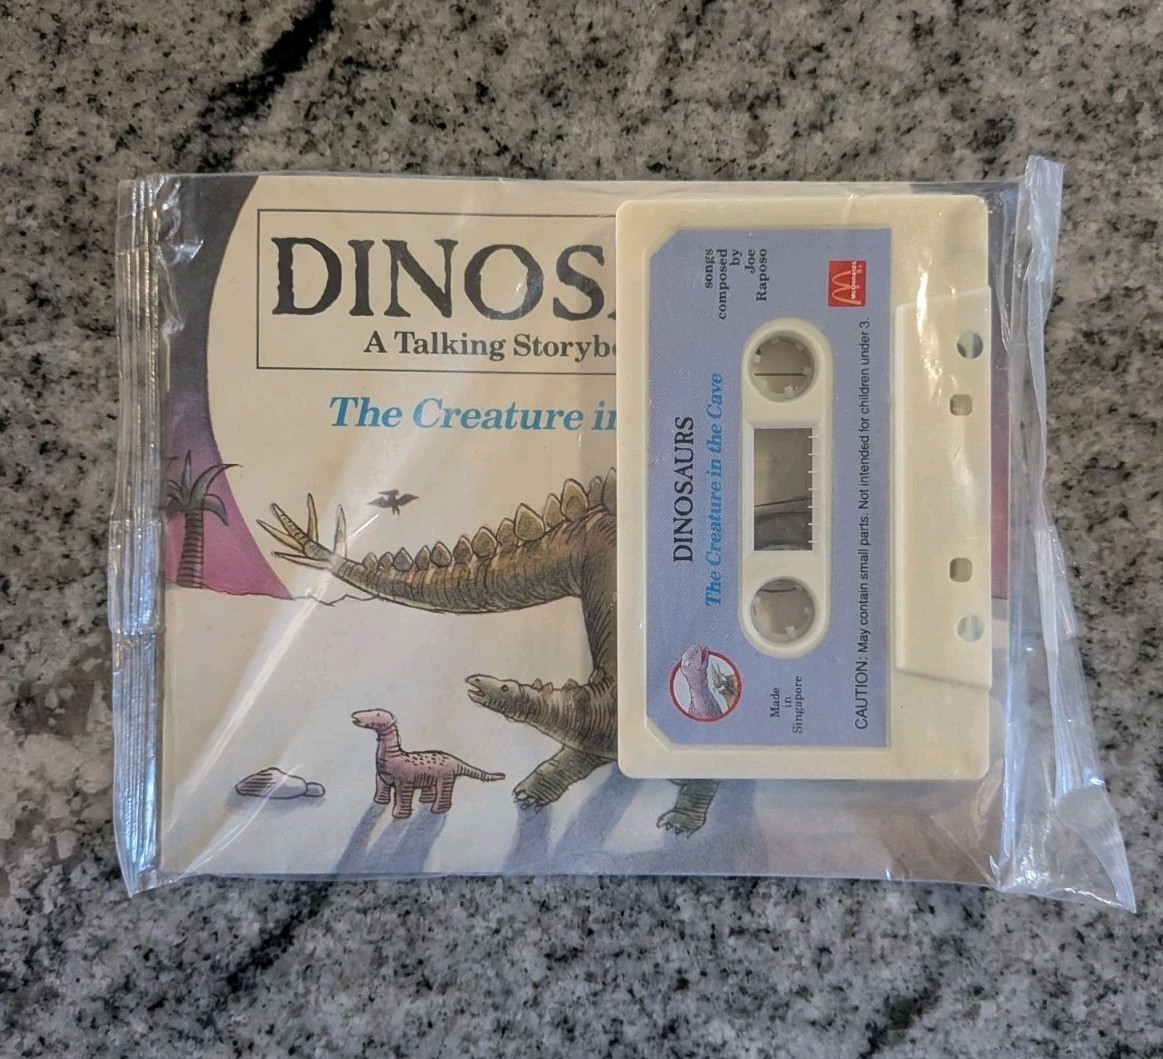 DINOS
A Talking Storyb
The Creature in
songs
composed
by
Joe
Raposo
McDonald's
DINOSAURS
The Creature in the Cave
Made
in
Singapore
CAUTION: May contain small parts. Not intended for children under 3.